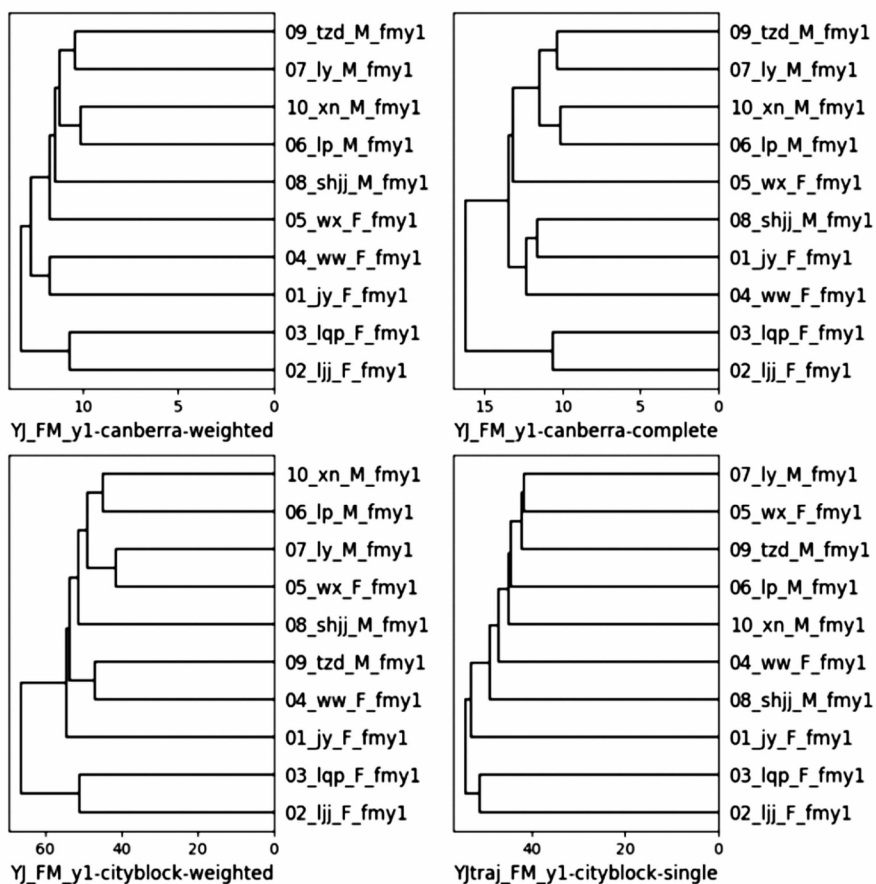 09_tzd_M_fmy1
07_ly_M_fmy1
10_xn_M_fmy1
06_lp_M_fmy1
08_shjj_M_fmy1
05_wx_F_fmy1
04_ww_F_fmy1
01_jy_F_fmy1
03_lqp_F_fmy1
02_ljj_F_fmy1
10 5 0
YJ_FM_y1-canberra-weighted
09_tzd_M_fmy1
07_ly_M_fmy1
10_xn_M_fmy1
06_lp_M_fmy1
05_wx_F_fmy1
08_shjj_M_fmy1
01_jy_F_fmy1
04_ww_F_fmy1
03_lqp_F_fmy1
02_ljj_F_fmy1
15 10 5 0
YJ_FM_y1-canberra-complete
10_xn_M_fmy1
06_lp_M_fmy1
07_ly_M_fmy1
05_wx_F_fmy1
08_shjj_M_fmy1
09_tzd_M_fmy1
04_ww_F_fmy1
01_jy_F_fmy1
03_lqp_F_fmy1
02_ljj_F_fmy1
60 40 20 0
YJ_FM_y1-cityblock-weighted
07_ly_M_fmy1
05_wx_F_fmy1
09_tzd_M_fmy1
06_lp_M_fmy1
10_xn_M_fmy1
04_ww_F_fmy1
08_shjj_M_fmy1
01_jy_F_fmy1
03_lqp_F_fmy1
02_ljj_F_fmy1
40 20 0
YJtraj_FM_y1-cityblock-single